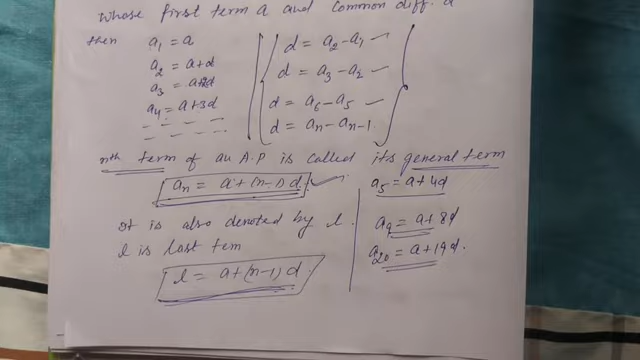 whose first term a and common diff. d
then
a₁ = a
a₂ = a+d
a₃ = a+2d
a₄ = a+3d
d = a₂-a₁
d = a₃-a₂
d = a₆-a₅
d = an-an-1.
nth term of an A.P is called its general term
an = a+(n-1)d
It is also denoted by l.
l is last tem
l = a+(n-1)d.
a₅ = a+4d
a₉ = a+8d
a₂₀ = a+19d.